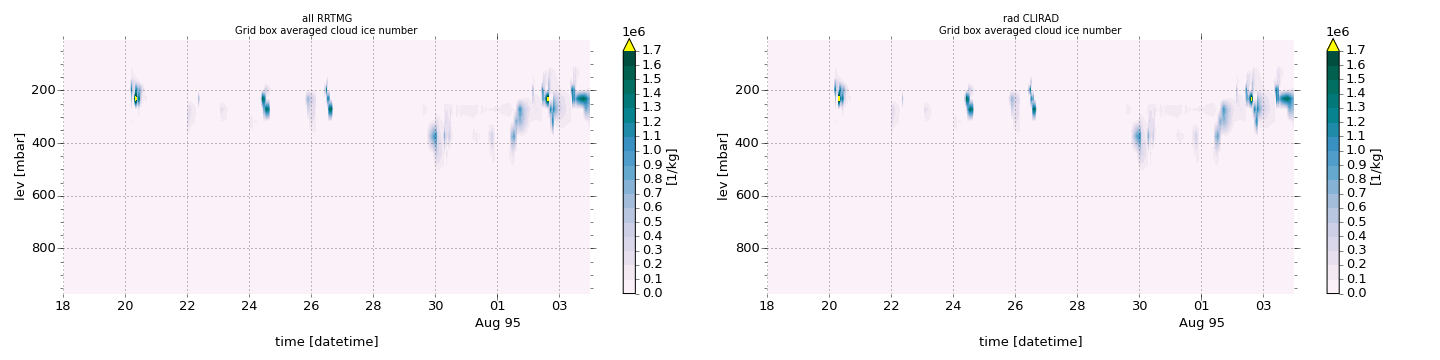 all RRTMG
Grid box averaged cloud ice number
1e6
1.7
1.6
1.5
1.4
1.3
1.2
1.1
1.0
0.9
0.8
0.7
0.6
0.5
0.4
0.3
0.2
0.1
0.0
[1/kg]
200
400
600
800
lev [mbar]
18 20 22 24 26 28 30 01 03
Aug 95
time [datetime]
rad CLIRAD
Grid box averaged cloud ice number
1e6
1.7
1.6
1.5
1.4
1.3
1.2
1.1
1.0
0.9
0.8
0.7
0.6
0.5
0.4
0.3
0.2
0.1
0.0
[1/kg]
200
400
600
800
lev [mbar]
18 20 22 24 26 28 30 01 03
Aug 95
time [datetime]